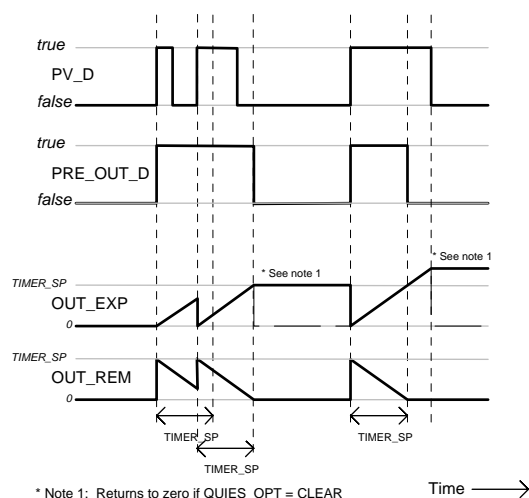 true
PV_D
false
true
PRE_OUT_D
false
* See note 1
* See note 1
TIMER_SP
OUT_EXP
0
TIMER_SP
OUT_REM
0
TIMER_SP
TIMER_SP
TIMER_SP
* Note 1: Returns to zero if QUIES_OPT = CLEAR
Time